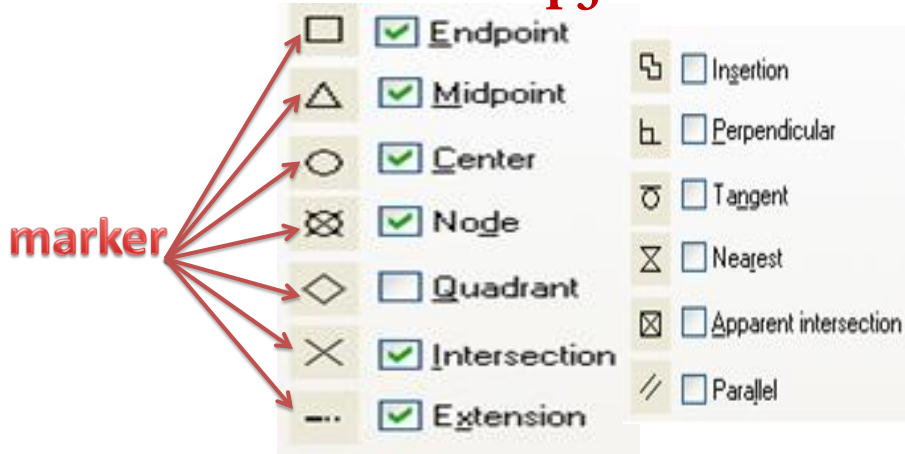 Endpoint
Midpoint
Center
Node
Quadrant
Intersection
Extension
marker
Insertion
Perpendicular
Tangent
Nearest
Apparent intersection
Parallel